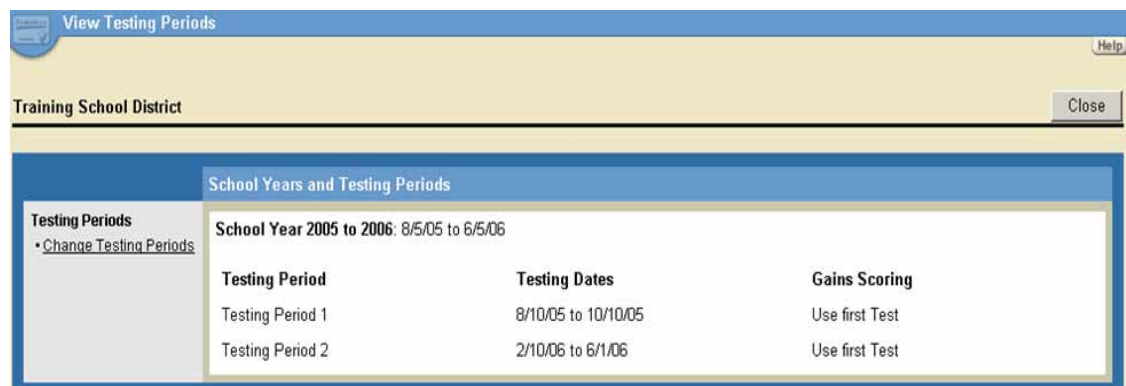 View Testing Periods
Help
Training School District
Close
School Years and Testing Periods
Testing Periods
• Change Testing Periods
School Year 2005 to 2006: 8/5/05 to 6/5/06
Testing Period Testing Dates Gains Scoring
Testing Period 1 8/10/05 to 10/10/05 Use first Test
Testing Period 2 2/10/06 to 6/1/06 Use first Test